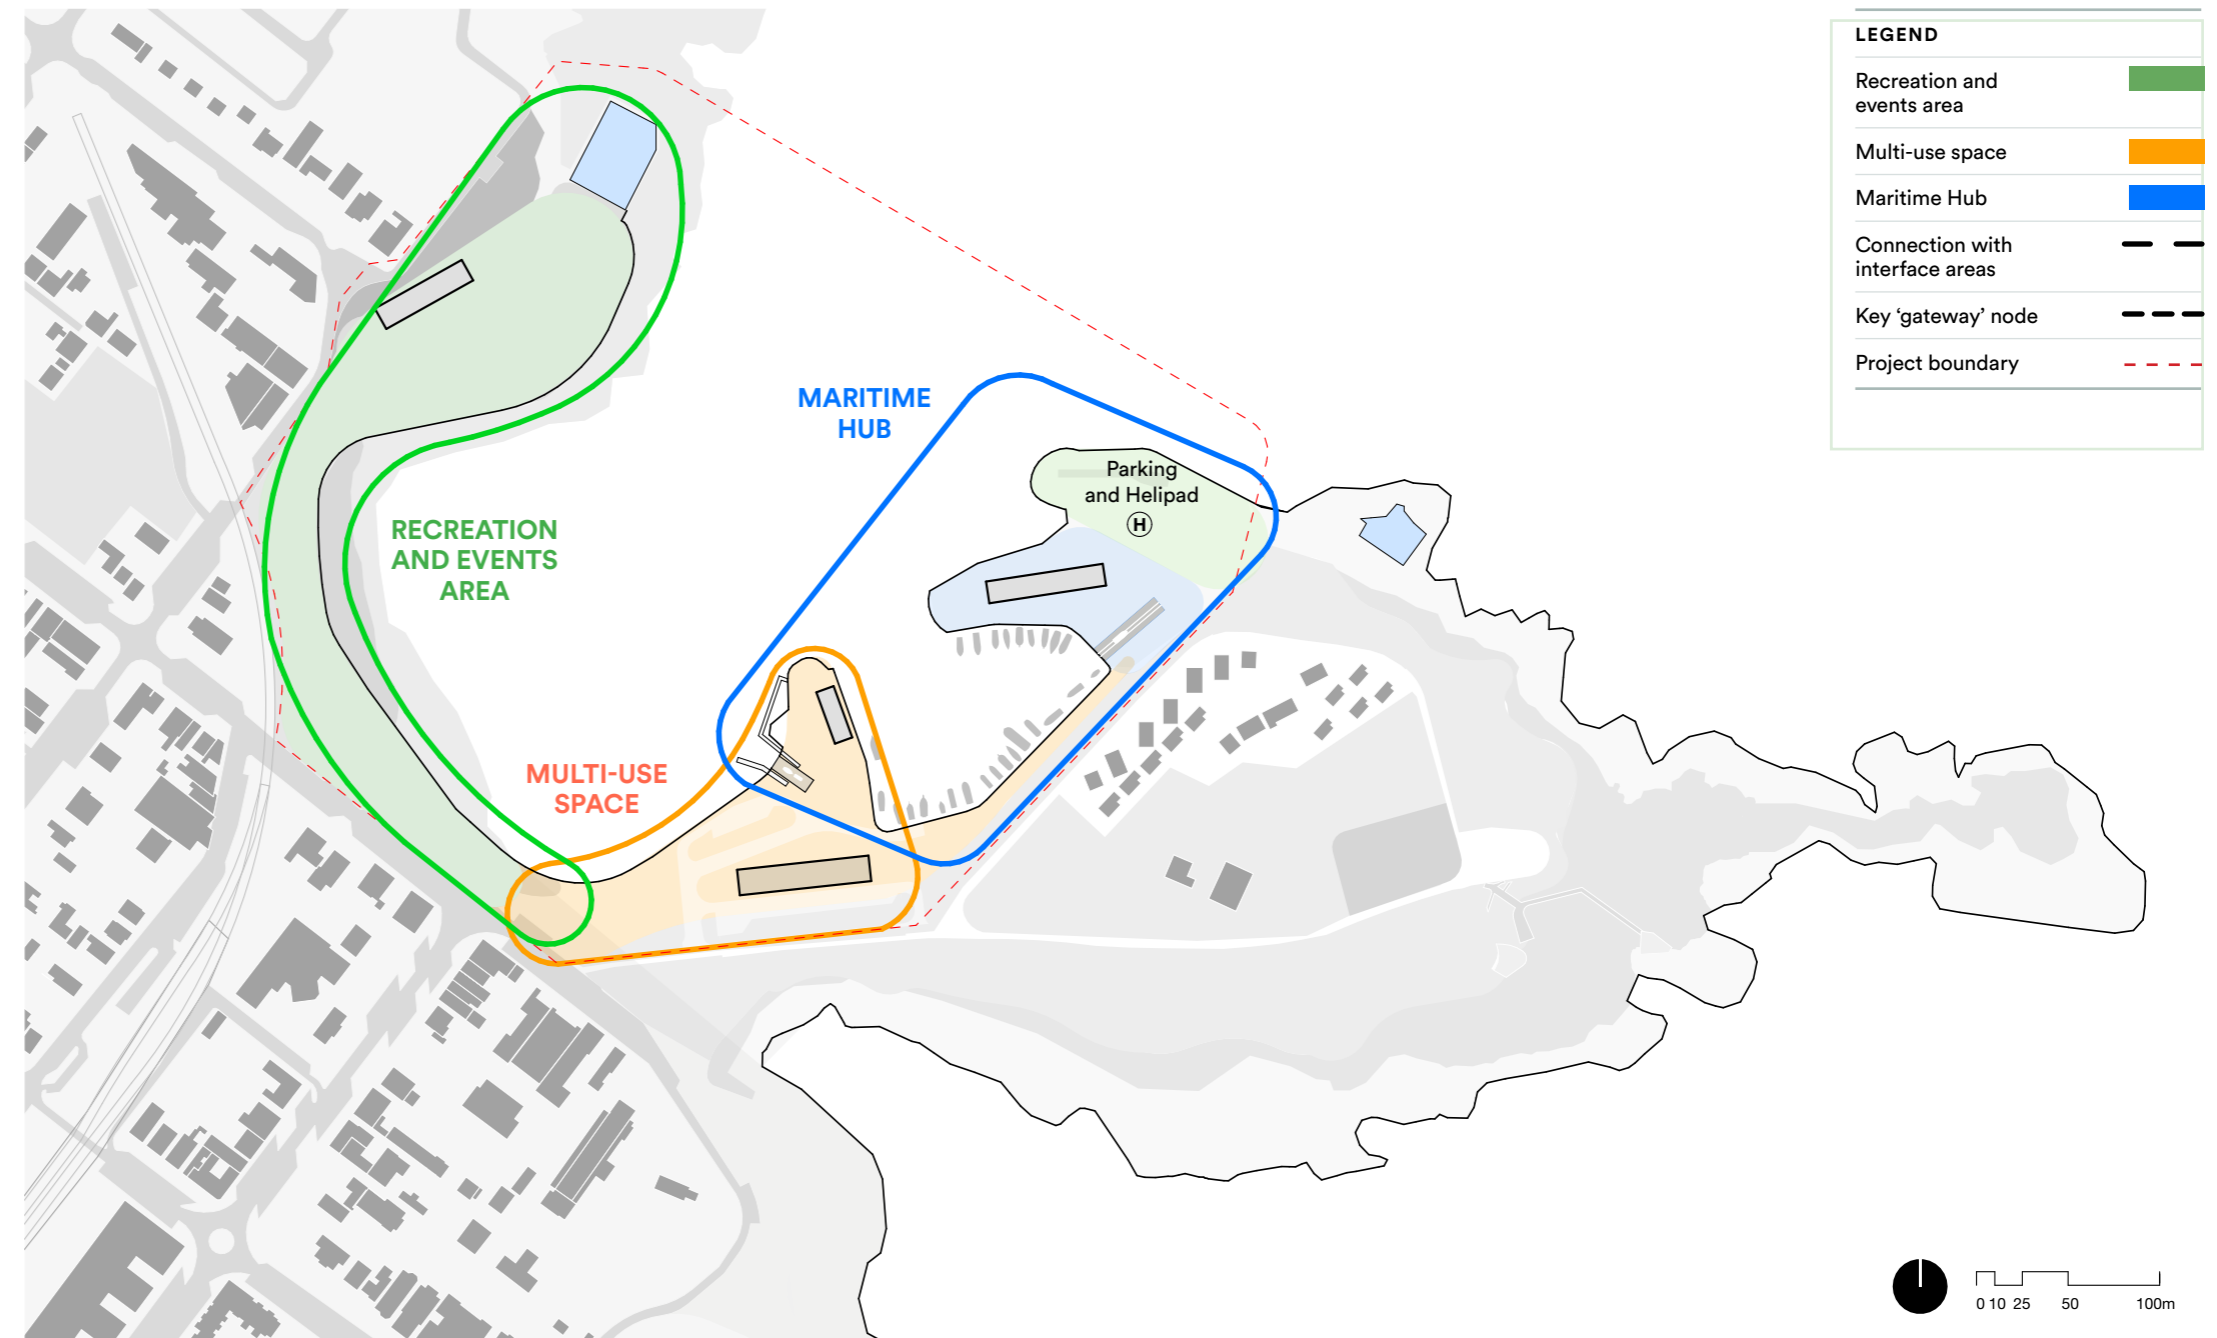 LEGEND
Recreation and
events area
Multi-use space
Maritime Hub
Connection with
interface areas
Key ‘gateway’ node
Project boundary
MARITIME
HUB
Parking
and Helipad
H
RECREATION
AND EVENTS
AREA
MULTI-USE
SPACE
0 10 25 50 100m